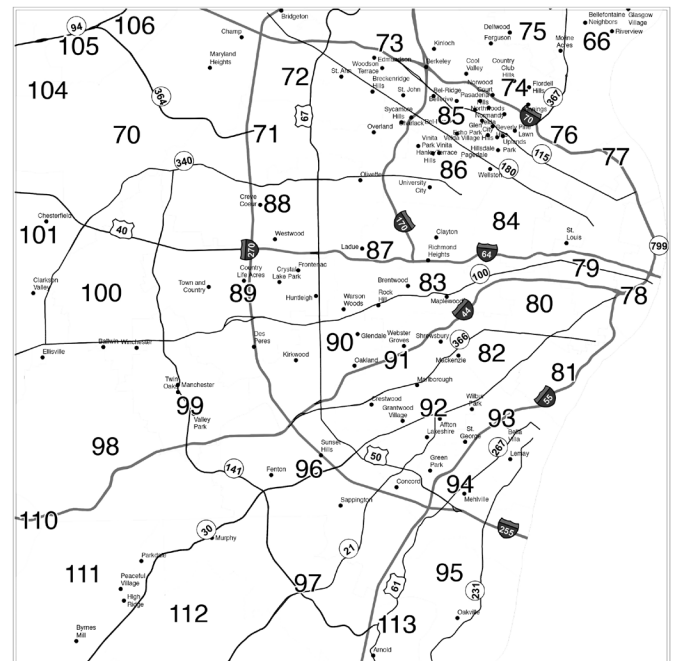 Bridgeton
Bellefontaine
Neighbors
Glasgow
Village
106
94
105
Champ
73
Kinloch
Dellwood
Ferguson
75
Moline
Acres
66
Riverview
Maryland
Heights
72
St. Ann
Woodson
Terrace
Edmundson
Berkeley
Cool
Valley
Country
Club
Hills
74
Flordell
Hills
104
364
Breckenridge
Hills
St. John
Bel-Ridge
Bellerive
Norwood
Court
Pasadena
Hills
367
67
Sycamore
Hills
85
Northwoods
Normandy
70
70
71
Overland
Vinita
Park
Vinita
Terrace
Hanley
Hills
Velda Village Hills
Beverly
Pine
Lawn
Uplands
Park
Hillsdale
Pagedale
76
115
77
340
86
180
Wellston
Olivette
University
City
Creve
Coeur
88
84
Chesterfield
101
40
170
Clayton
St.
Louis
Westwood
270
Ladue
87
Richmond
Heights
64
799
Country
Life Acres
Crystal
Lake Park
Frontenac
79
100
Clarkson
Valley
100
Town and
Country
89
Huntleigh
Brentwood
83
Maplewood
Rock
Hill
Warson
Woods
80
78
44
Des
Peres
90
Glendale
Webster
Groves
Shrewsbury
366
Ellisville
Ballwin
Winchester
Kirkwood
Oakland
91
Mackenzie
82
81
Twin
Oaks
Manchester
Marlborough
99
Valley
Park
Crestwood
Grantwood
Village
92
Wilbur
Park
55
93
Afton
Lakeshire
St.
George
Bella
Villa
98
Sunset
Hills
50
267
Lemay
141
Fenton
96
Green
Park
Concord
94
Mehlville
110
Sappington
255
30
Murphy
21
111
Parkdale
Peaceful
Village
High
Ridge
97
61
95
231
112
113
Oakville
Byrnes
Mill
Arnold